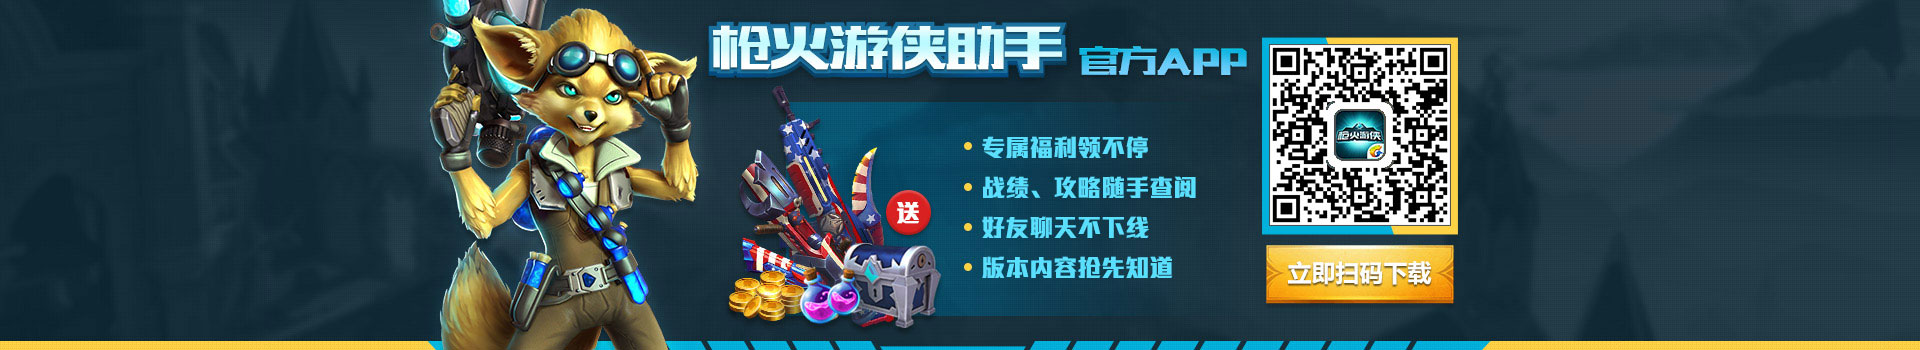 枪火游侠助手 官方APP
• 专属福利领不停
• 战绩、攻略随手查阅
• 好友聊天不下线
• 版本内容抢先知道
送
枪火游侠
立即扫码下载